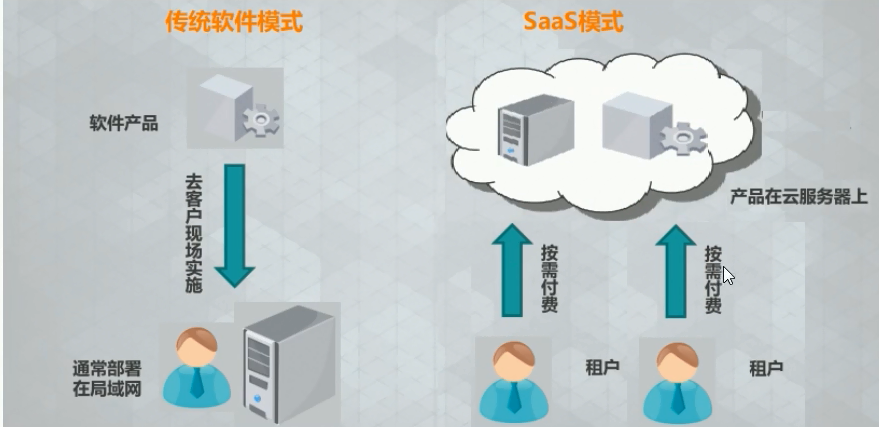 传统软件模式
SaaS模式
软件产品
去客户现场实施
产品在云服务器上
按需付费
按需付费
通常部署
在局域网
租户
租户